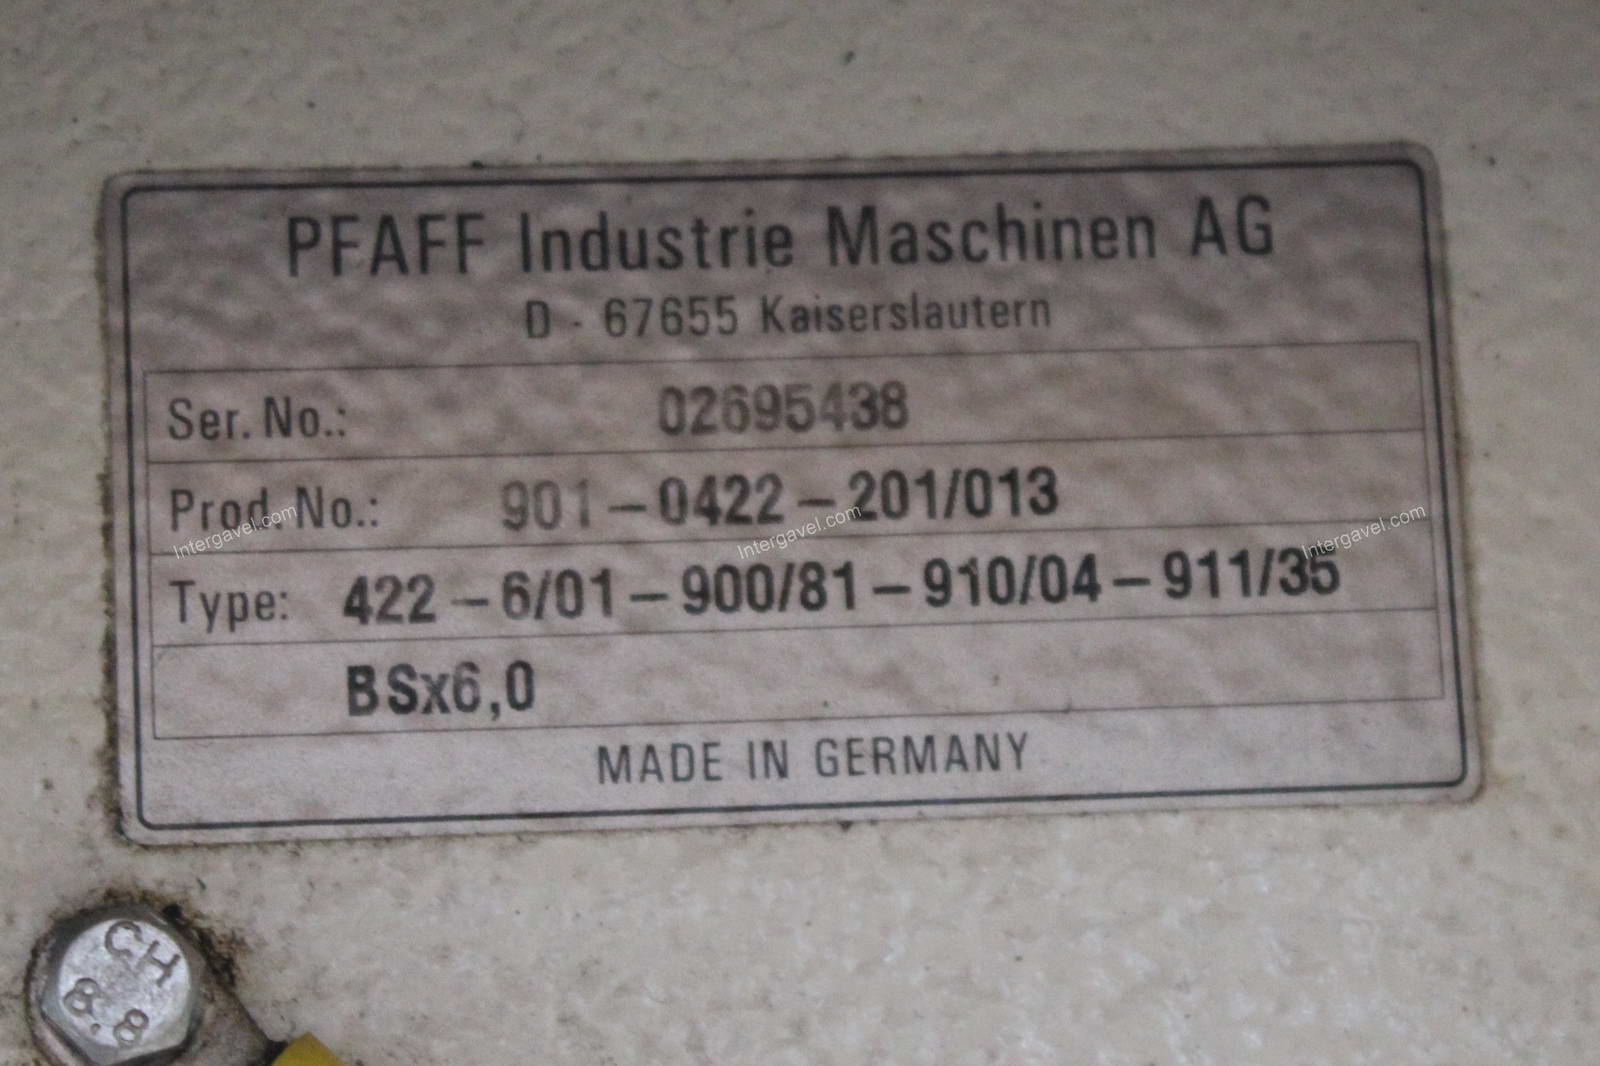 PFAFF Industrie Maschinen AG
D - 67655 Kaiserslautern
Ser. No.: 02695438
Prod. No.: 901-0422-201/013
Type: 422-6/01-900/81-910/04-911/35
BSx6,0
MADE IN GERMANY
Intergavel.com Intergavel.com Intergavel.com
CH
8.8